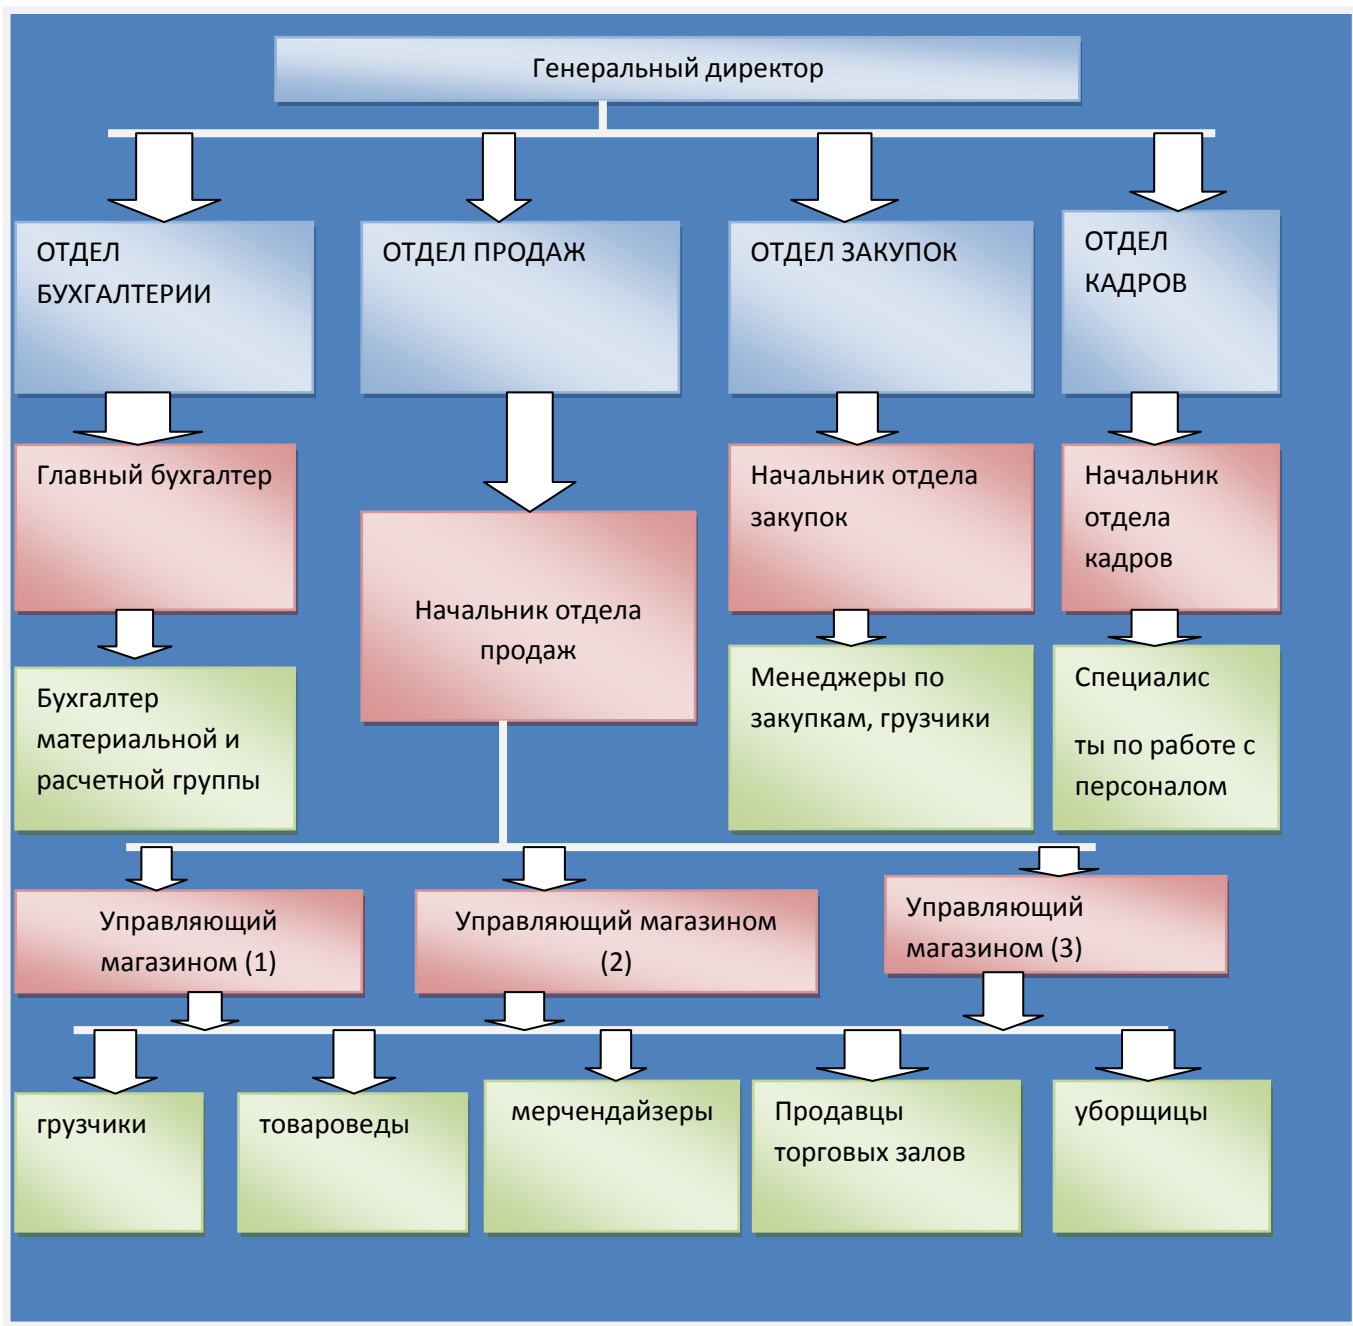 Генеральный директор
ОТДЕЛ
БУХГАЛТЕРИИ
ОТДЕЛ ПРОДАЖ
ОТДЕЛ ЗАКУПОК
ОТДЕЛ
КАДРОВ
Главный бухгалтер
Начальник отдела
продаж
Начальник отдела
закупок
Начальник
отдела
кадров
Бухгалтер
материальной и
расчетной группы
Менеджеры по
закупкам, грузчики
Специалис
ты по работе с
персоналом
Управляющий
магазином (1)
Управляющий магазином
(2)
Управляющий
магазином (3)
грузчики
товароведы
мерчендайзеры
Продавцы
торговых залов
уборщицы